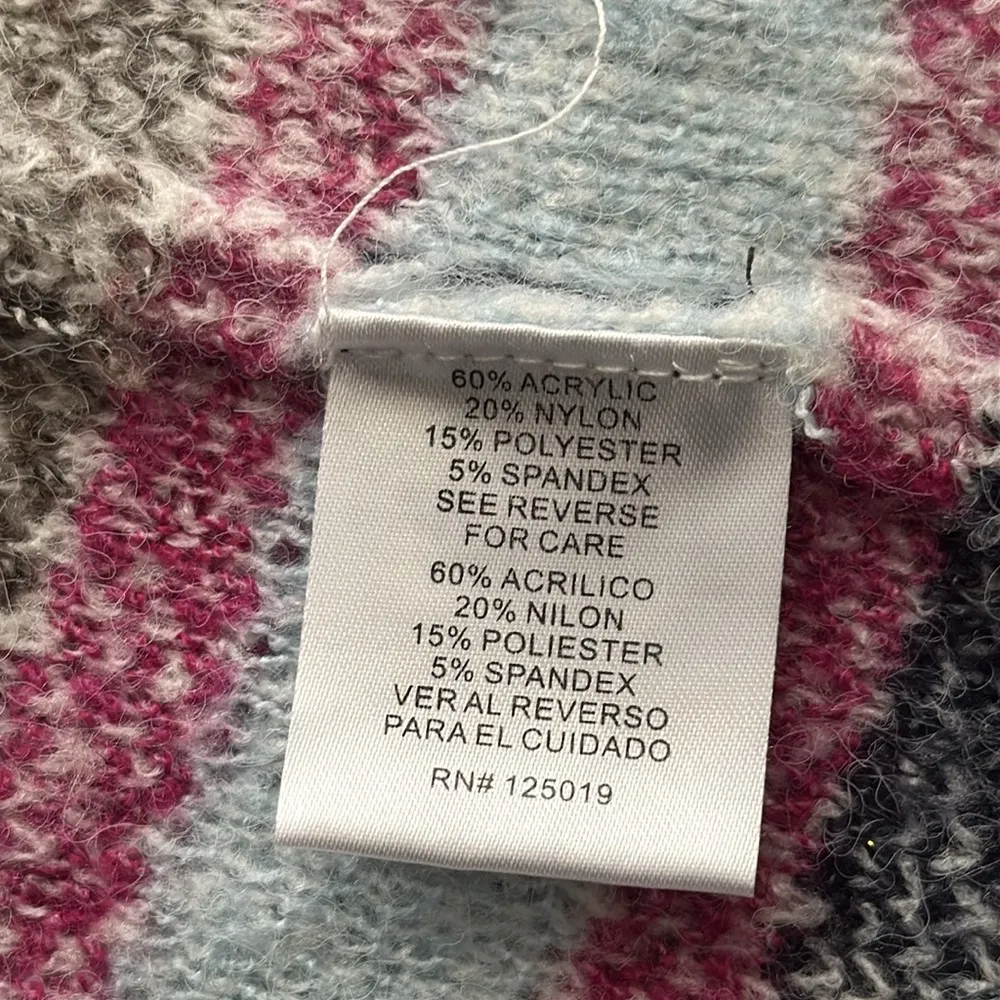 60% ACRYLIC
20% NYLON
15% POLYESTER
5% SPANDEX
SEE REVERSE
FOR CARE
60% ACRILICO
20% NILON
15% POLIESTER
5% SPANDEX
VER AL REVERSO
PARA EL CUIDADO
RN# 125019